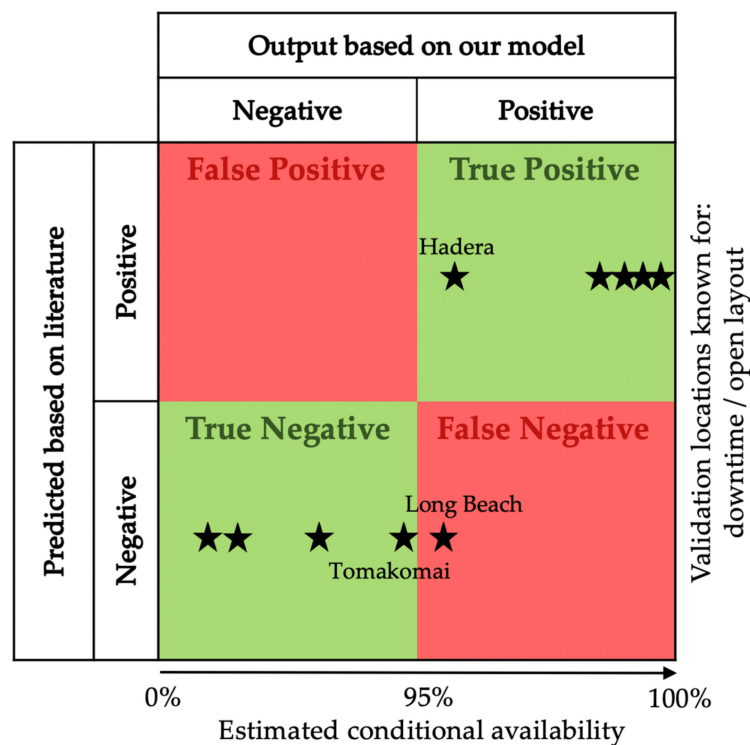 Output based on our model
Negative
Positive
Predicted based on literature
Positive
Negative
False Positive
True Positive
Hadera
True Negative
False Negative
Long Beach
Tomakomai
Validation locations known for:
downtime / open layout
0%
95%
100%
Estimated conditional availability